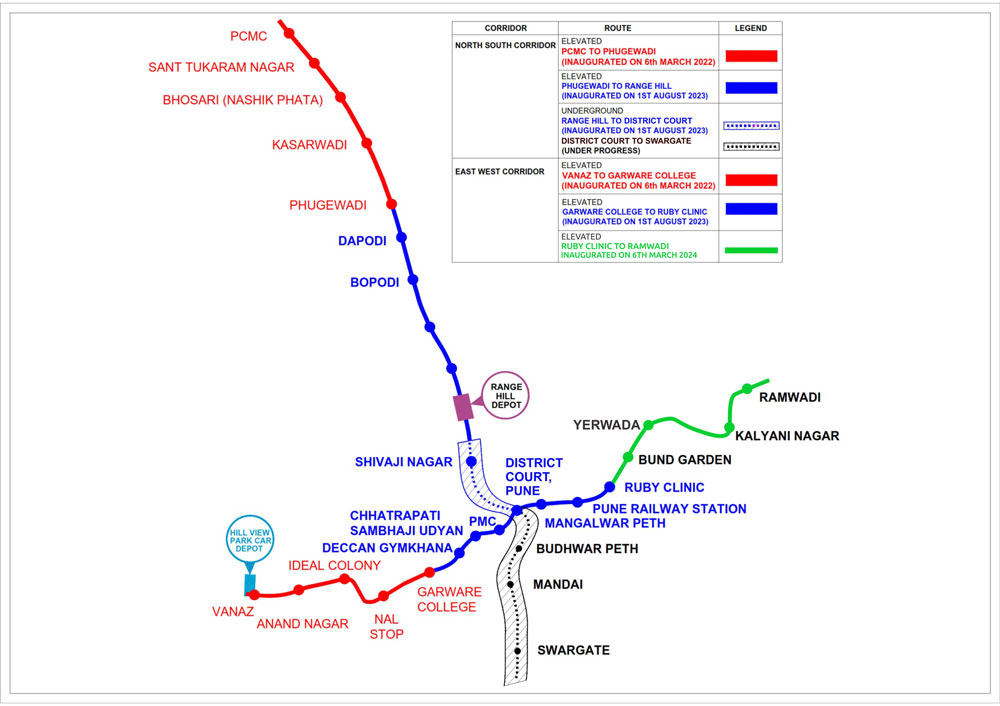 CORRIDOR ROUTE LEGEND
NORTH SOUTH CORRIDOR
ELEVATED
PCMC TO PHUGEWADI
(INAUGURATED ON 6th MARCH 2022)
ELEVATED
PHUGEWADI TO RANGE HILL
(INAUGURATED ON 1ST AUGUST 2023)
UNDERGROUND
RANGE HILL TO DISTRICT COURT
(INAUGURATED ON 1ST AUGUST 2023)
DISTRICT COURT TO SWARGATE
(UNDER PROGRESS)
EAST WEST CORRIDOR
ELEVATED
VANAZ TO GARWARE COLLEGE
(INAUGURATED ON 6th MARCH 2022)
ELEVATED
GARWARE COLLEGE TO RUBY CLINIC
(INAUGURATED ON 1ST AUGUST 2023)
ELEVATED
RUBY CLINIC TO RAMWADI
INAUGURATED ON 6TH MARCH 2024
PCMC
SANT TUKARAM NAGAR
BHOSARI (NASHIK PHATA)
KASARWADI
PHUGEWADI
DAPODI
BOPODI
RANGE
HILL
DEPOT
SHIVAJI NAGAR
DISTRICT
COURT,
PUNE
RAMWADI
YERWADA
KALYANI NAGAR
BUND GARDEN
RUBY CLINIC
PUNE RAILWAY STATION
MANGALWAR PETH
PMC
CHHATRAPATI
SAMBHAJI UDYAN
DECCAN GYMKHANA
HILL VIEW
PARK CAR
DEPOT
IDEAL COLONY
VANAZ
ANAND NAGAR
NAL
STOP
GARWARE
COLLEGE
BUDHWAR PETH
MANDAI
SWARGATE